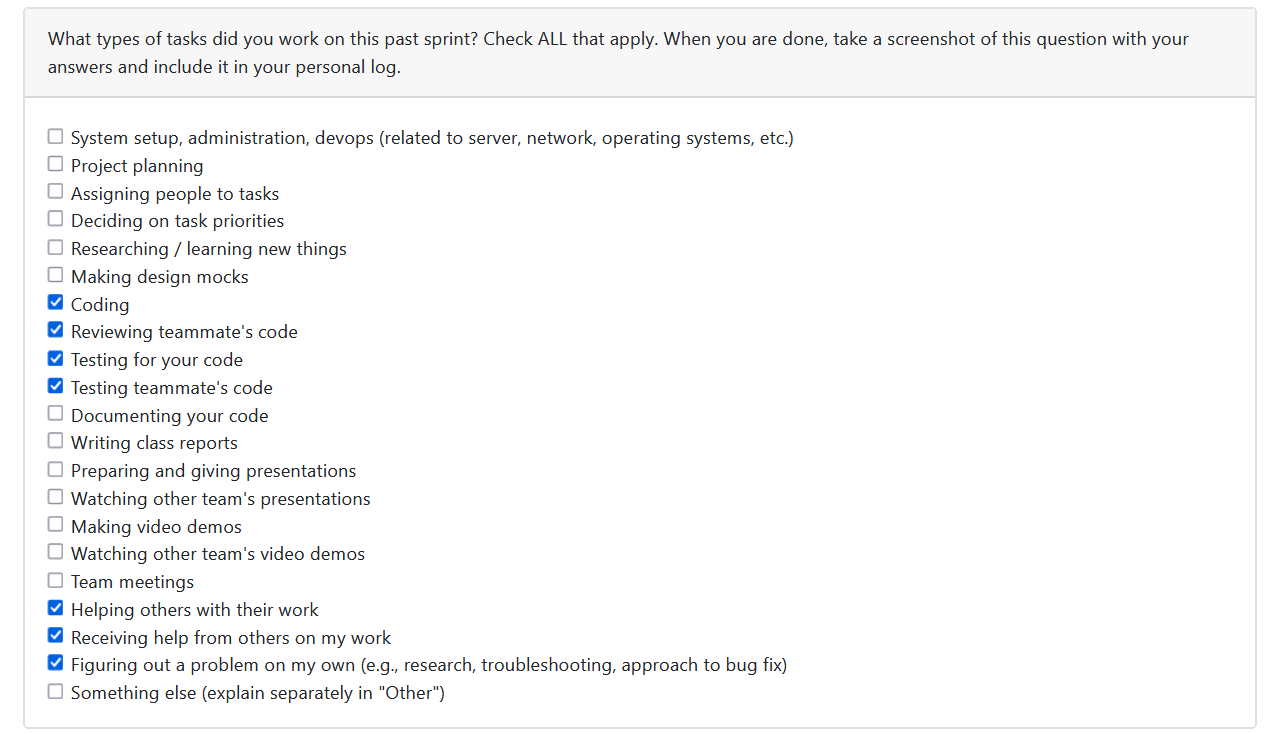 What types of tasks did you work on this past sprint? Check ALL that apply. When you are done, take a screenshot of this question with your
answers and include it in your personal log.
System setup, administration, devops (related to server, network, operating systems, etc.)
Project planning
Assigning people to tasks
Deciding on task priorities
Researching / learning new things
Making design mocks
Coding
Reviewing teammate's code
Testing for your code
Testing teammate's code
Documenting your code
Writing class reports
Preparing and giving presentations
Watching other team's presentations
Making video demos
Watching other team's video demos
Team meetings
Helping others with their work
Receiving help from others on my work
Figuring out a problem on my own (e.g., research, troubleshooting, approach to bug fix)
Something else (explain separately in "Other")